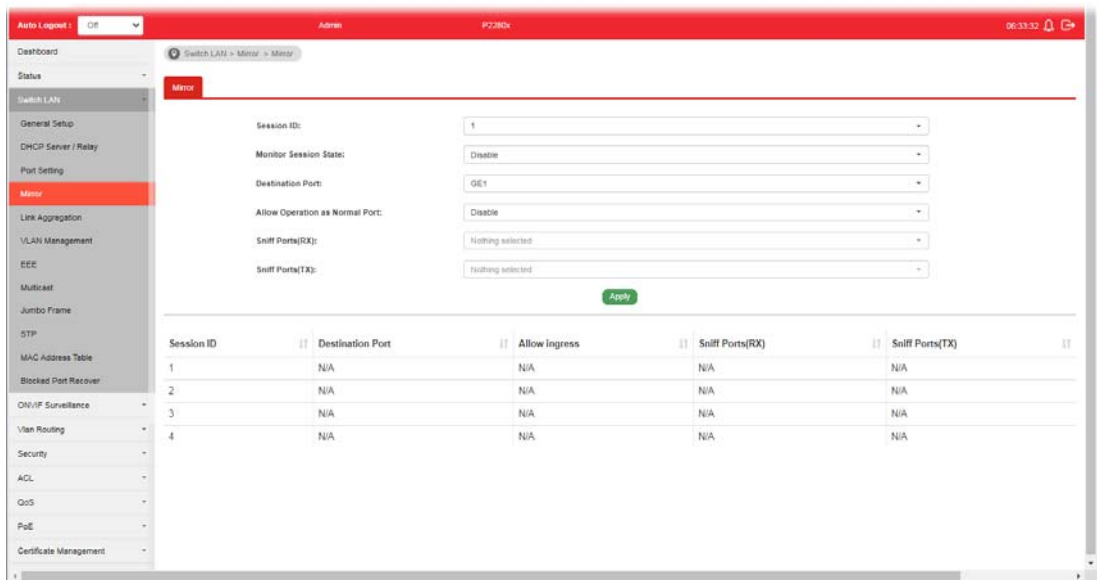 Auto Logout : Off Admin P2280x 06:33:32
Dashboard
Status
Switch LAN
General Setup
DHCP Server / Relay
Port Setting
Mirror
Link Aggregation
VLAN Management
EEE
Multicast
Jumbo Frame
STP
MAC Address Table
Blocked Port Recover
ONVIF Surveillance
Vlan Routing
Security
ACL
QoS
PoE
Certificate Management
Switch LAN > Mirror > Mirror
Mirror
Session ID: 1
Monitor Session State: Disable
Destination Port: GE1
Allow Operation as Normal Port: Disable
Sniff Ports(RX): Nothing selected
Sniff Ports(TX): Nothing selected
Apply
Session ID Destination Port Allow Ingress Sniff Ports(RX) Sniff Ports(TX)
1 N/A N/A N/A N/A
2 N/A N/A N/A N/A
3 N/A N/A N/A N/A
4 N/A N/A N/A N/A